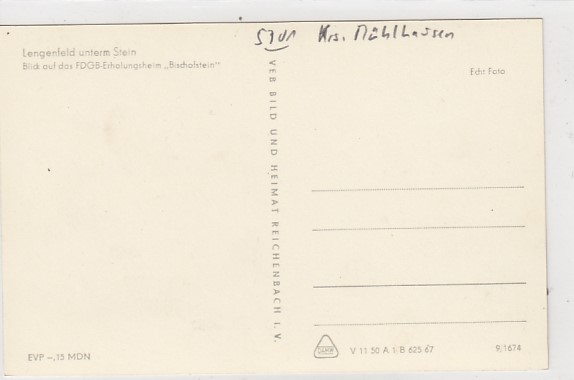 5701 Krs. Mühlhausen
Lengenfeld unterm Stein
Blick auf das FDGB-Erholungsheim „Bischofstein"
Echt Foto
VEB BILD UND HEIMAT REICHENBACH I. V.
EVP –.15 MDN
V 11 50 A 1/B 625 67
9/1674